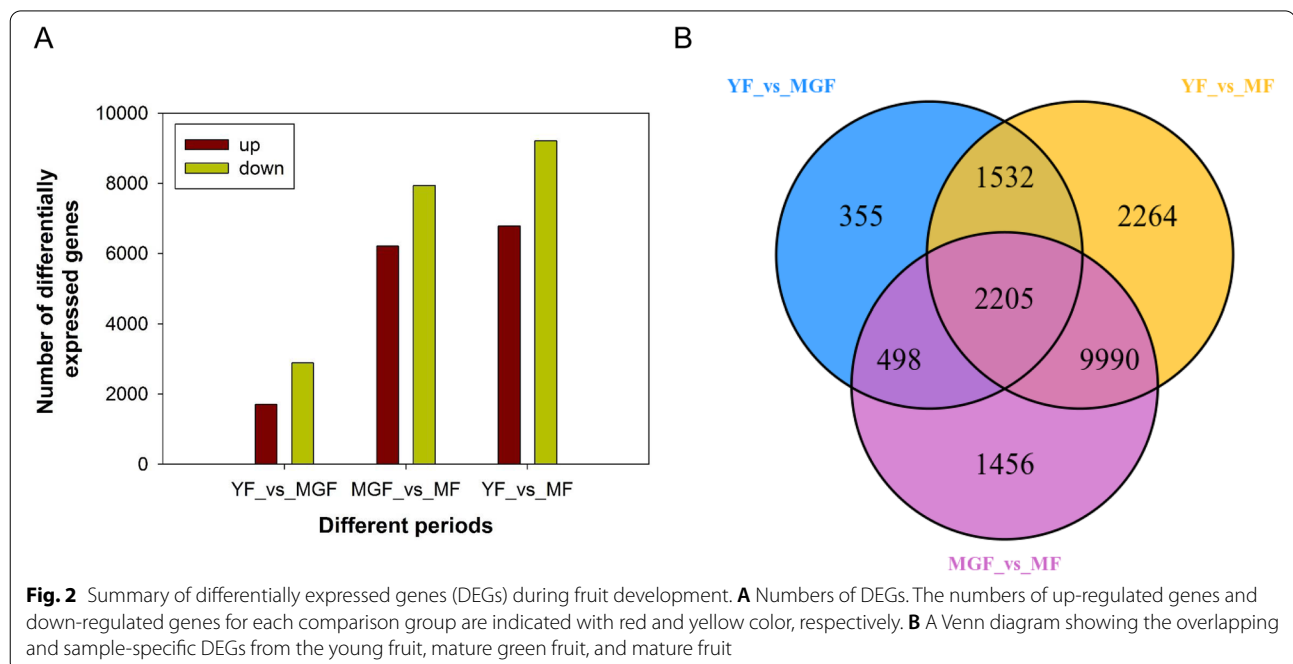 A
10000
8000
6000
4000
2000
0
Number of differentially
expressed genes
up
down
YF_vs_MGF MGF_vs_MF YF_vs_MF
Different periods
B
YF_vs_MGF YF_vs_MF
1532
355 2264
2205
498 9990
1456
MGF_vs_MF
Fig. 2 Summary of differentially expressed genes (DEGs) during fruit development. A Numbers of DEGs. The numbers of up-regulated genes and
down-regulated genes for each comparison group are indicated with red and yellow color, respectively. B A Venn diagram showing the overlapping
and sample-specific DEGs from the young fruit, mature green fruit, and mature fruit